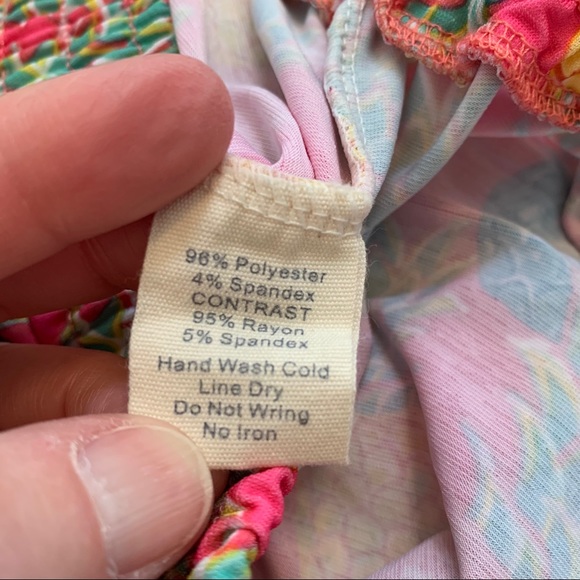 96% Polyester
4% Spandex
CONTRAST
95% Rayon
5% Spandex
Hand Wash Cold
Line Dry
Do Not Wring
No Iron